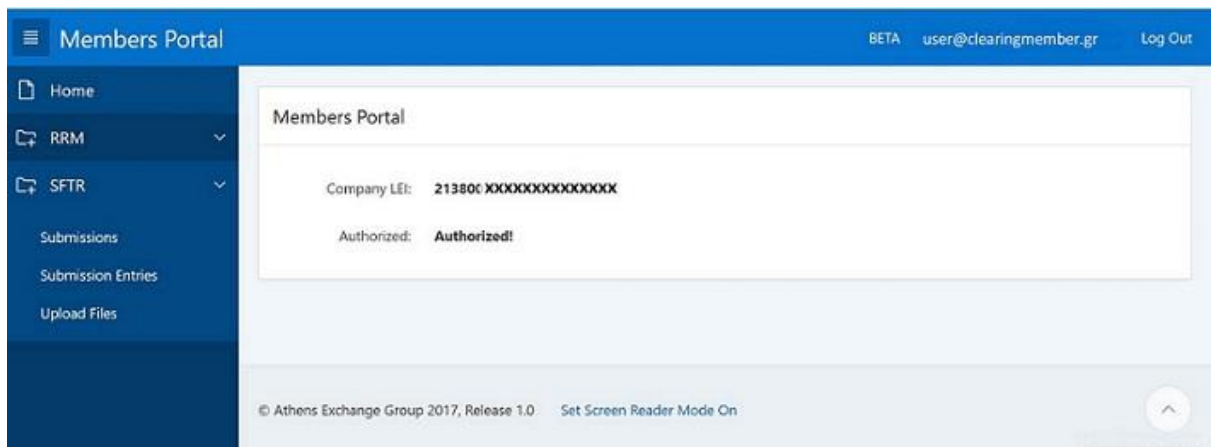 Members Portal
BETA user@clearingmember.gr Log Out
Home
RRM
SFTR
Submissions
Submission Entries
Upload Files
Members Portal
Company LEI: 213800 XXXXXXXXXXXXXX
Authorized: Authorized!
© Athens Exchange Group 2017, Release 1.0 Set Screen Reader Mode On